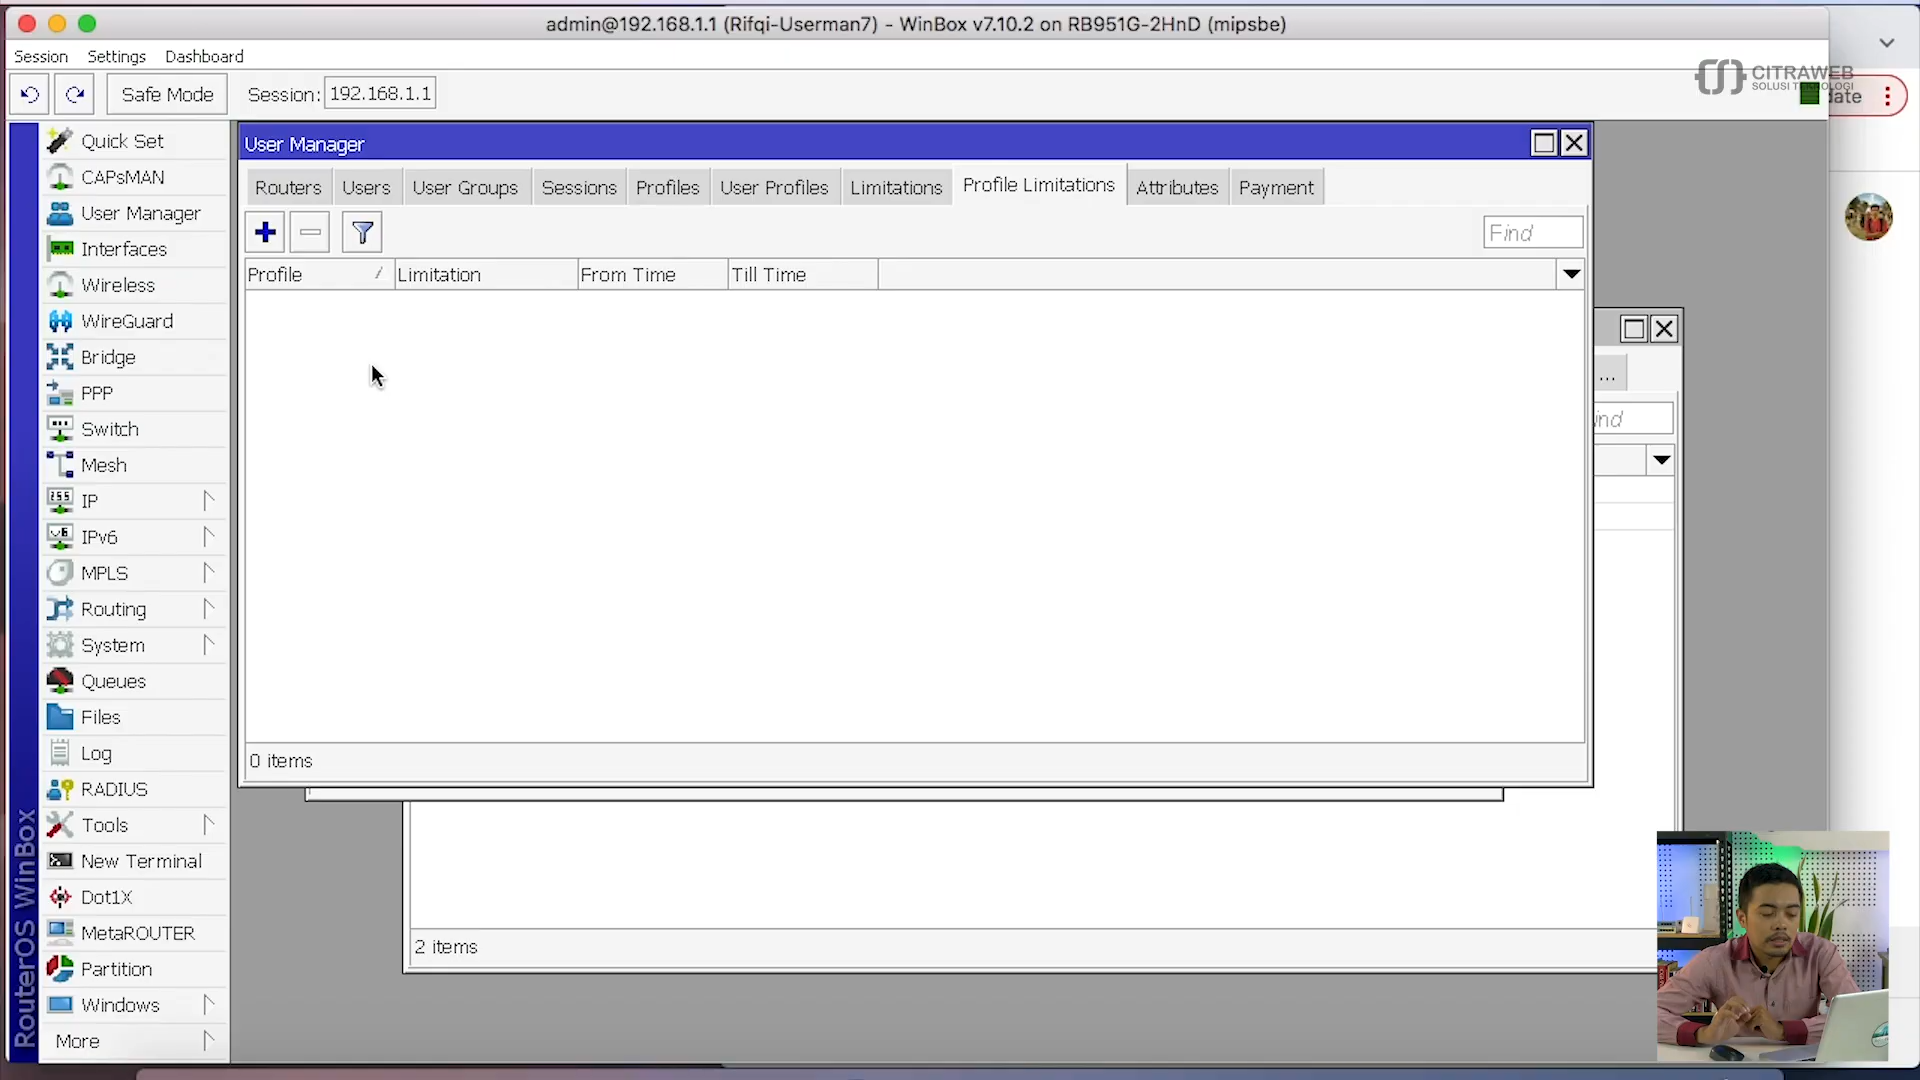 admin@192.168.1.1 (Rifqi-Userman7) - WinBox v7.10.2 on RB951G-2HnD (mipsbe)
Session Settings Dashboard
Safe Mode Session: 192.168.1.1
CITRAWEB
SOLUSI TEKNOLOGI
date
Quick Set
CAPsMAN
User Manager
Interfaces
Wireless
WireGuard
Bridge
PPP
Switch
Mesh
IP
IPv6
MPLS
Routing
System
Queues
Files
Log
RADIUS
Tools
New Terminal
Dot1X
MetaROUTER
Partition
Windows
More
RouterOS WinBox
User Manager
Routers Users User Groups Sessions Profiles User Profiles Limitations Profile Limitations Attributes Payment
Find
Profile Limitation From Time Till Time
0 items
...
ind
2 items